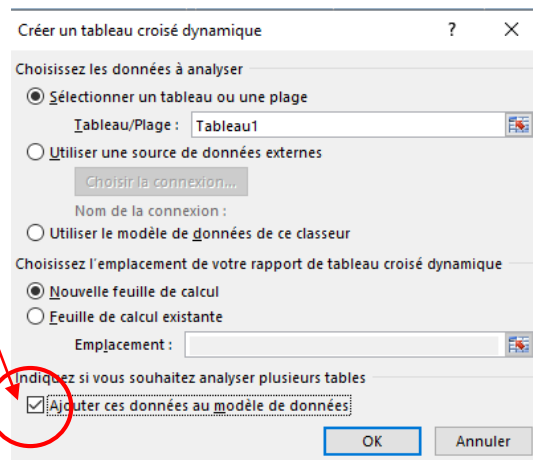 Créer un tableau croisé dynamique ? ×
Choisissez les données à analyser
Sélectionner un tableau ou une plage
Tableau/Plage : Tableau1
Utiliser une source de données externes
Choisir la connexion...
Nom de la connexion :
Utiliser le modèle de données de ce classeur
Choisissez l'emplacement de votre rapport de tableau croisé dynamique
Nouvelle feuille de calcul
Feuille de calcul existante
Emplacement :
Indiquez si vous souhaitez analyser plusieurs tables
Ajouter ces données au modèle de données
OK Annuler